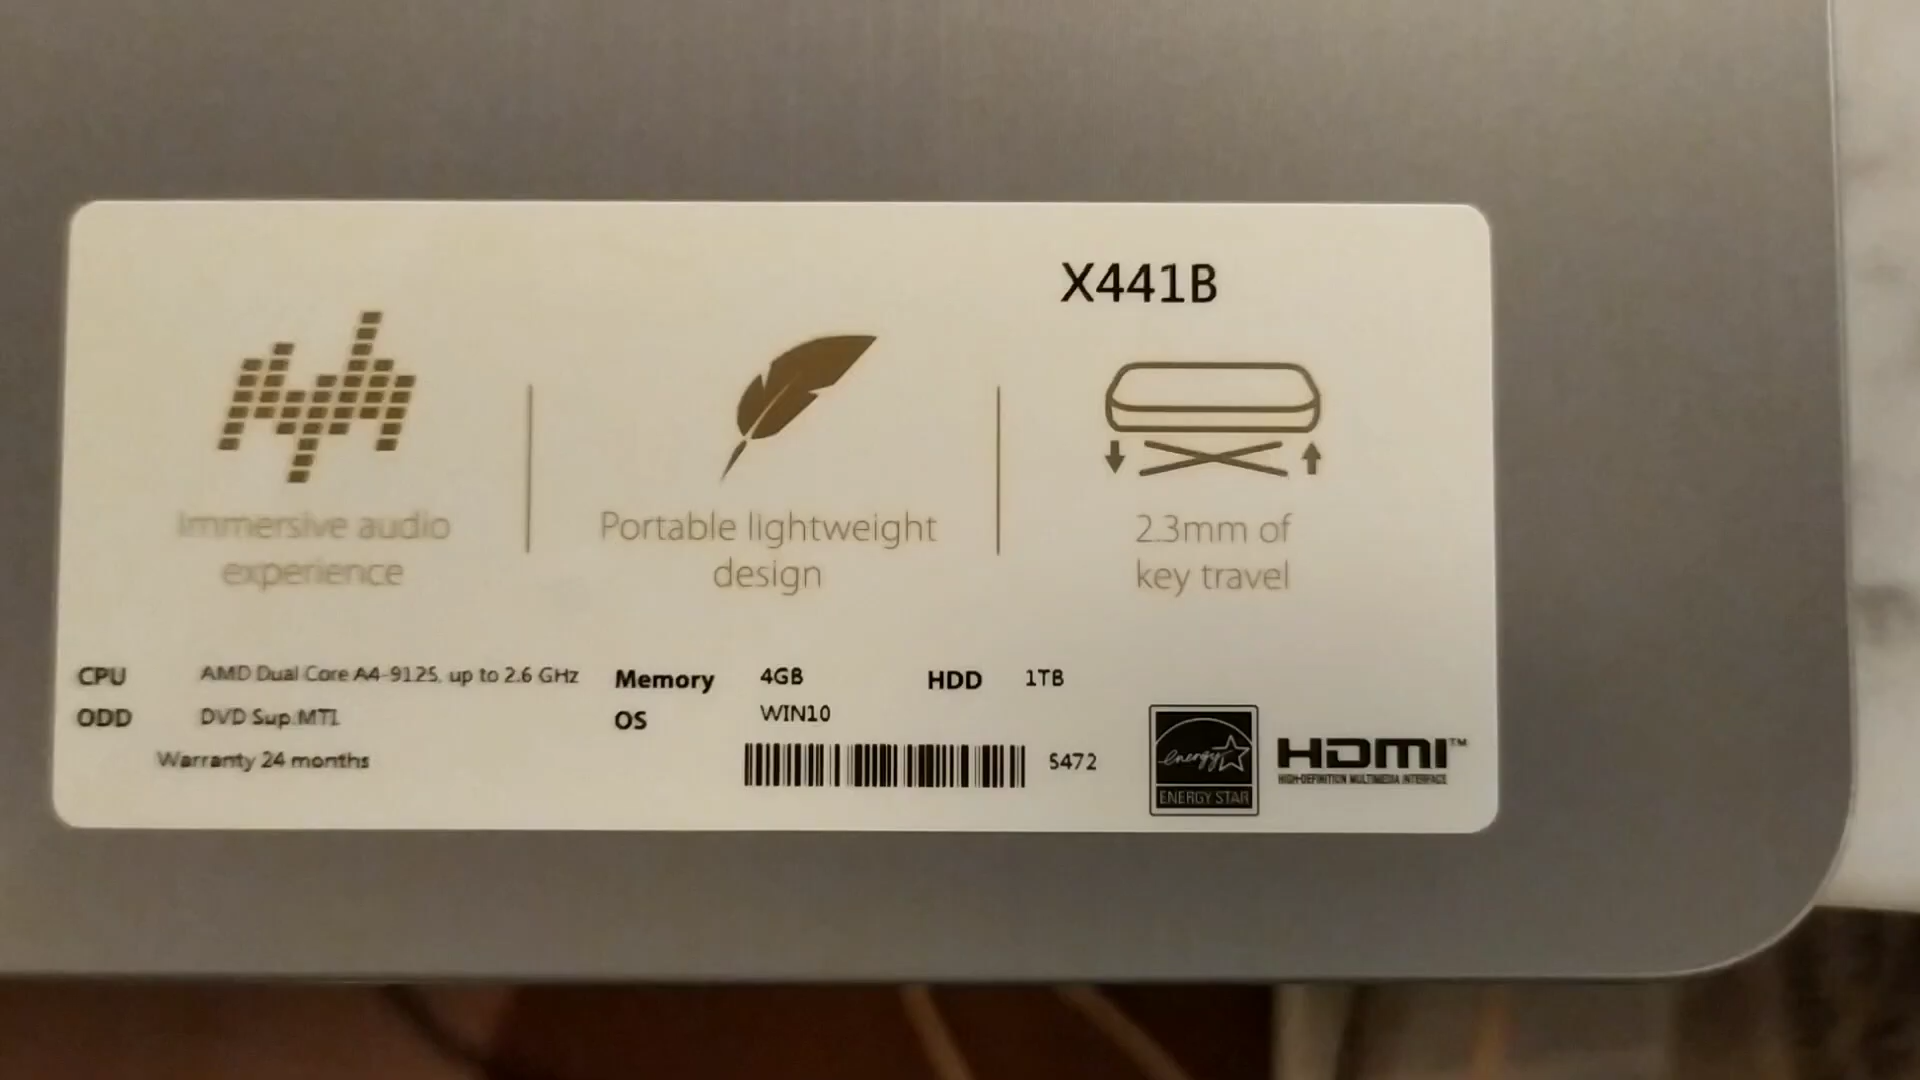 X441B
Immersive audio
experience
Portable lightweight
design
2.3mm of
key travel
CPU AMD Dual Core A4-9125, up to 2.6 GHz Memory 4GB HDD 1TB
ODD DVD Sup.MTL OS WIN10
Warranty 24 months
S472
energy
ENERGY STAR
HDMI™
HIGH-DEFINITION MULTIMEDIA INTERFACE